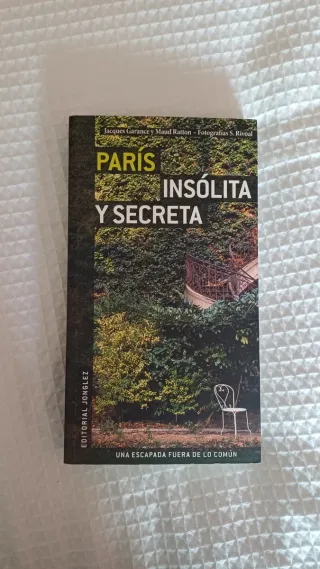 Jacques Garance y Maud Ratton - Fotografías S. Rivoal
PARÍS
INSÓLITA
Y SECRETA
EDITORIAL JONGLEZ
UNA ESCAPADA FUERA DE LO COMÚN